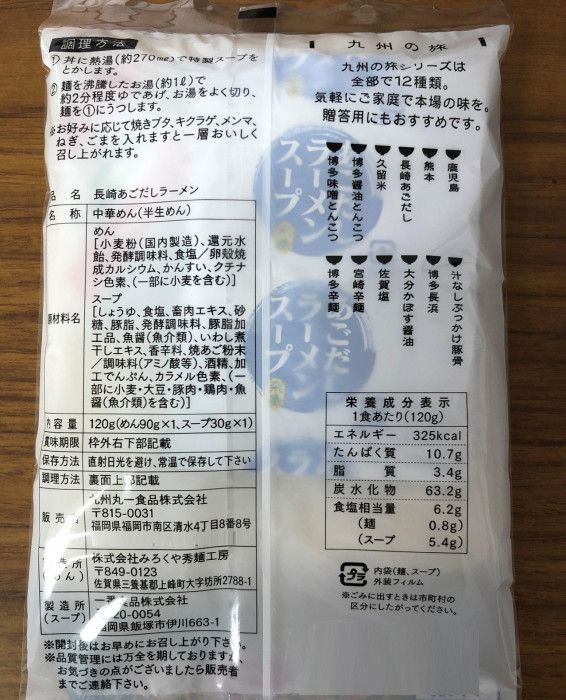 調理方法
①丼に熱湯(約270ml)で特製スープを
とかします。
②麺を沸騰したお湯(約1ℓ)で
約2分程度ゆであげ、お湯をよく切り、
麺を①にうつします。
※お好みに応じて焼きブタ、キクラゲ、メンマ、
ねぎ、ごまを入れますと一層おいしく
召し上がれます。
品 名 長崎あごだしラーメン
名 称 中華めん(半生めん)
原材料名
めん
[小麦粉(国内製造)、還元水
飴、発酵調味料、食塩／卵殻焼
成カルシウム、かんすい、クチナ
シ色素、(一部に小麦を含む)]
スープ
[しょうゆ、食塩、畜肉エキス、砂
糖、豚脂、発酵調味料、豚脂加
工品、魚醤(魚介類)、いわし煮
干しエキス、香辛料、焼あご粉末
／調味料(アミノ酸等)、酒精、加
工でんぷん、カラメル色素、(一
部に小麦・大豆・豚肉・鶏肉・魚
醤(魚介類)を含む)]
内 容 量 120g(めん90g×1、スープ30g×1)
賞味期限 枠外右下部記載
保存方法 直射日光を避け、常温で保存して下さい
調理方法 裏面上部記載
販売者
九州丸一食品株式会社
〒815-0031
福岡県福岡市南区清水4丁目8番8号
製造所
(めん)
株式会社みろくや秀麺工房
〒849-0123
佐賀県三養基郡上峰町大字坊所2788-1
製造所
(スープ)
一番食品株式会社
〒820-0054
福岡県飯塚市伊川663-1
※開封後はお早めにお召し上がり下さい。
※品質管理には万全を期しておりますが、
お気づきの点がございましたら販売者
までご連絡下さい。
九州の旅
九州の旅シリーズは
全部で12種類。
気軽にご家庭で本場の味を。
贈答用にもおすすめです。
鹿児島
熊本
長崎あごだし
久留米
博多醤油とんこつ
博多味噌とんこつ
汁なしぶっかけ豚骨
博多長浜
大分かぼす醤油
佐賀塩
宮崎辛麺
博多辛麺
あごだし
ラーメン
スープ
あごだし
ラーメン
スープ
栄養成分表示
1食あたり(120g)
エネルギー 325kcal
たんぱく質 10.7g
脂 質 3.4g
炭水化物 63.2g
食塩相当量 6.2g
(麺) 0.8g
(スープ) 5.4g
プラ
内袋(麺、スープ)
外装フィルム
※ごみに出すときは市町村の
区分にしたがってください。